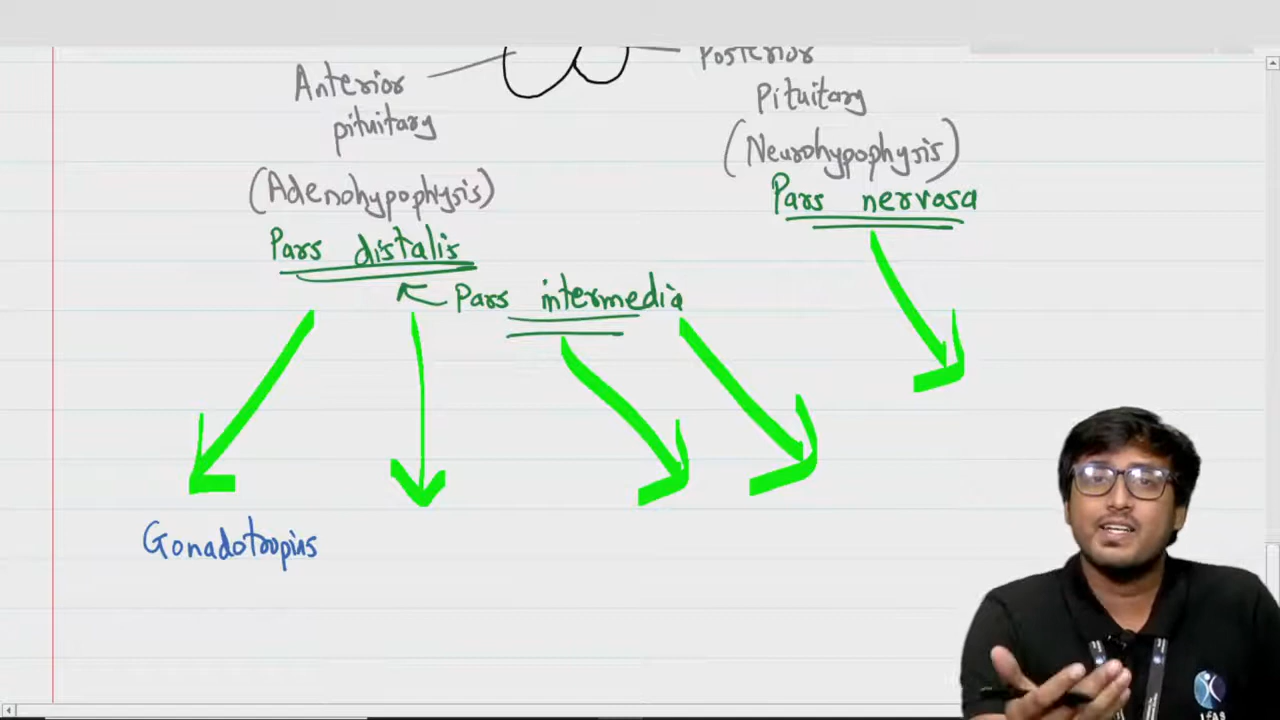 Anterior
pituitary
(Adenohypophysis)
Pars distalis
Pars intermedia
Posterior
Pituitary
(Neurohypophysis)
Pars nervosa
Gonadotropins